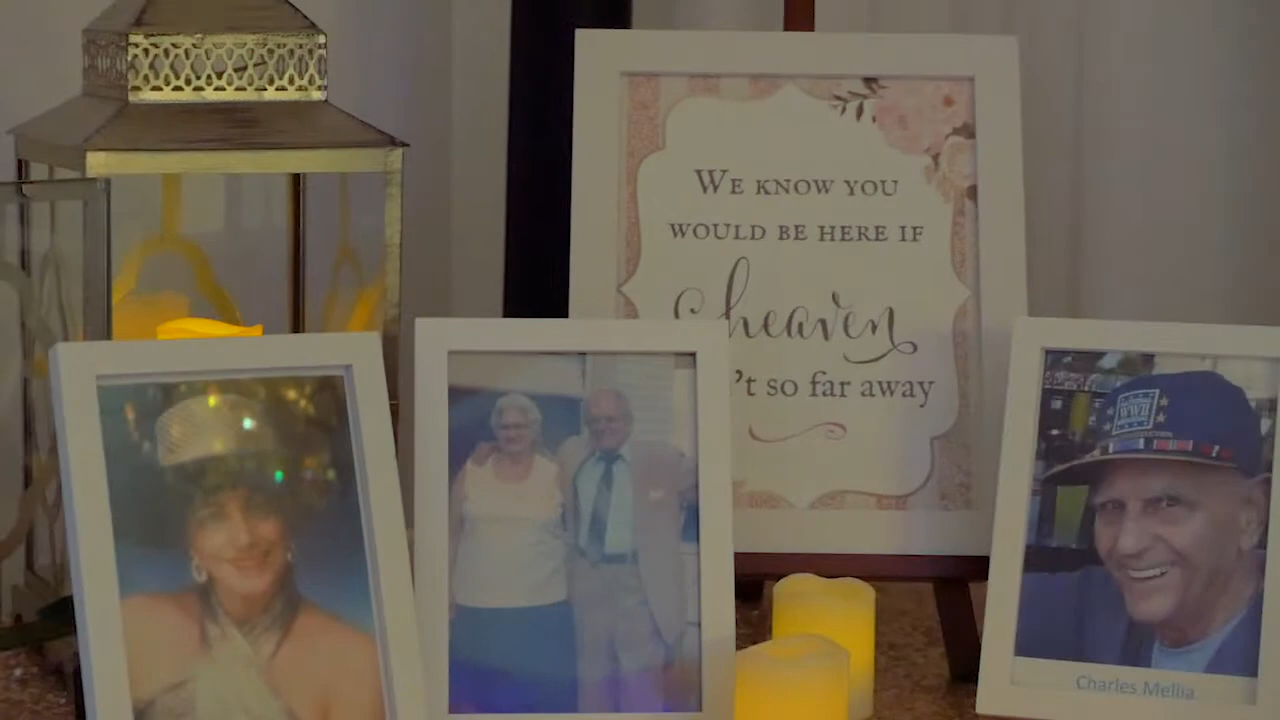 We know you
would be here if
heaven
't so far away
WWII
Charles Mellia